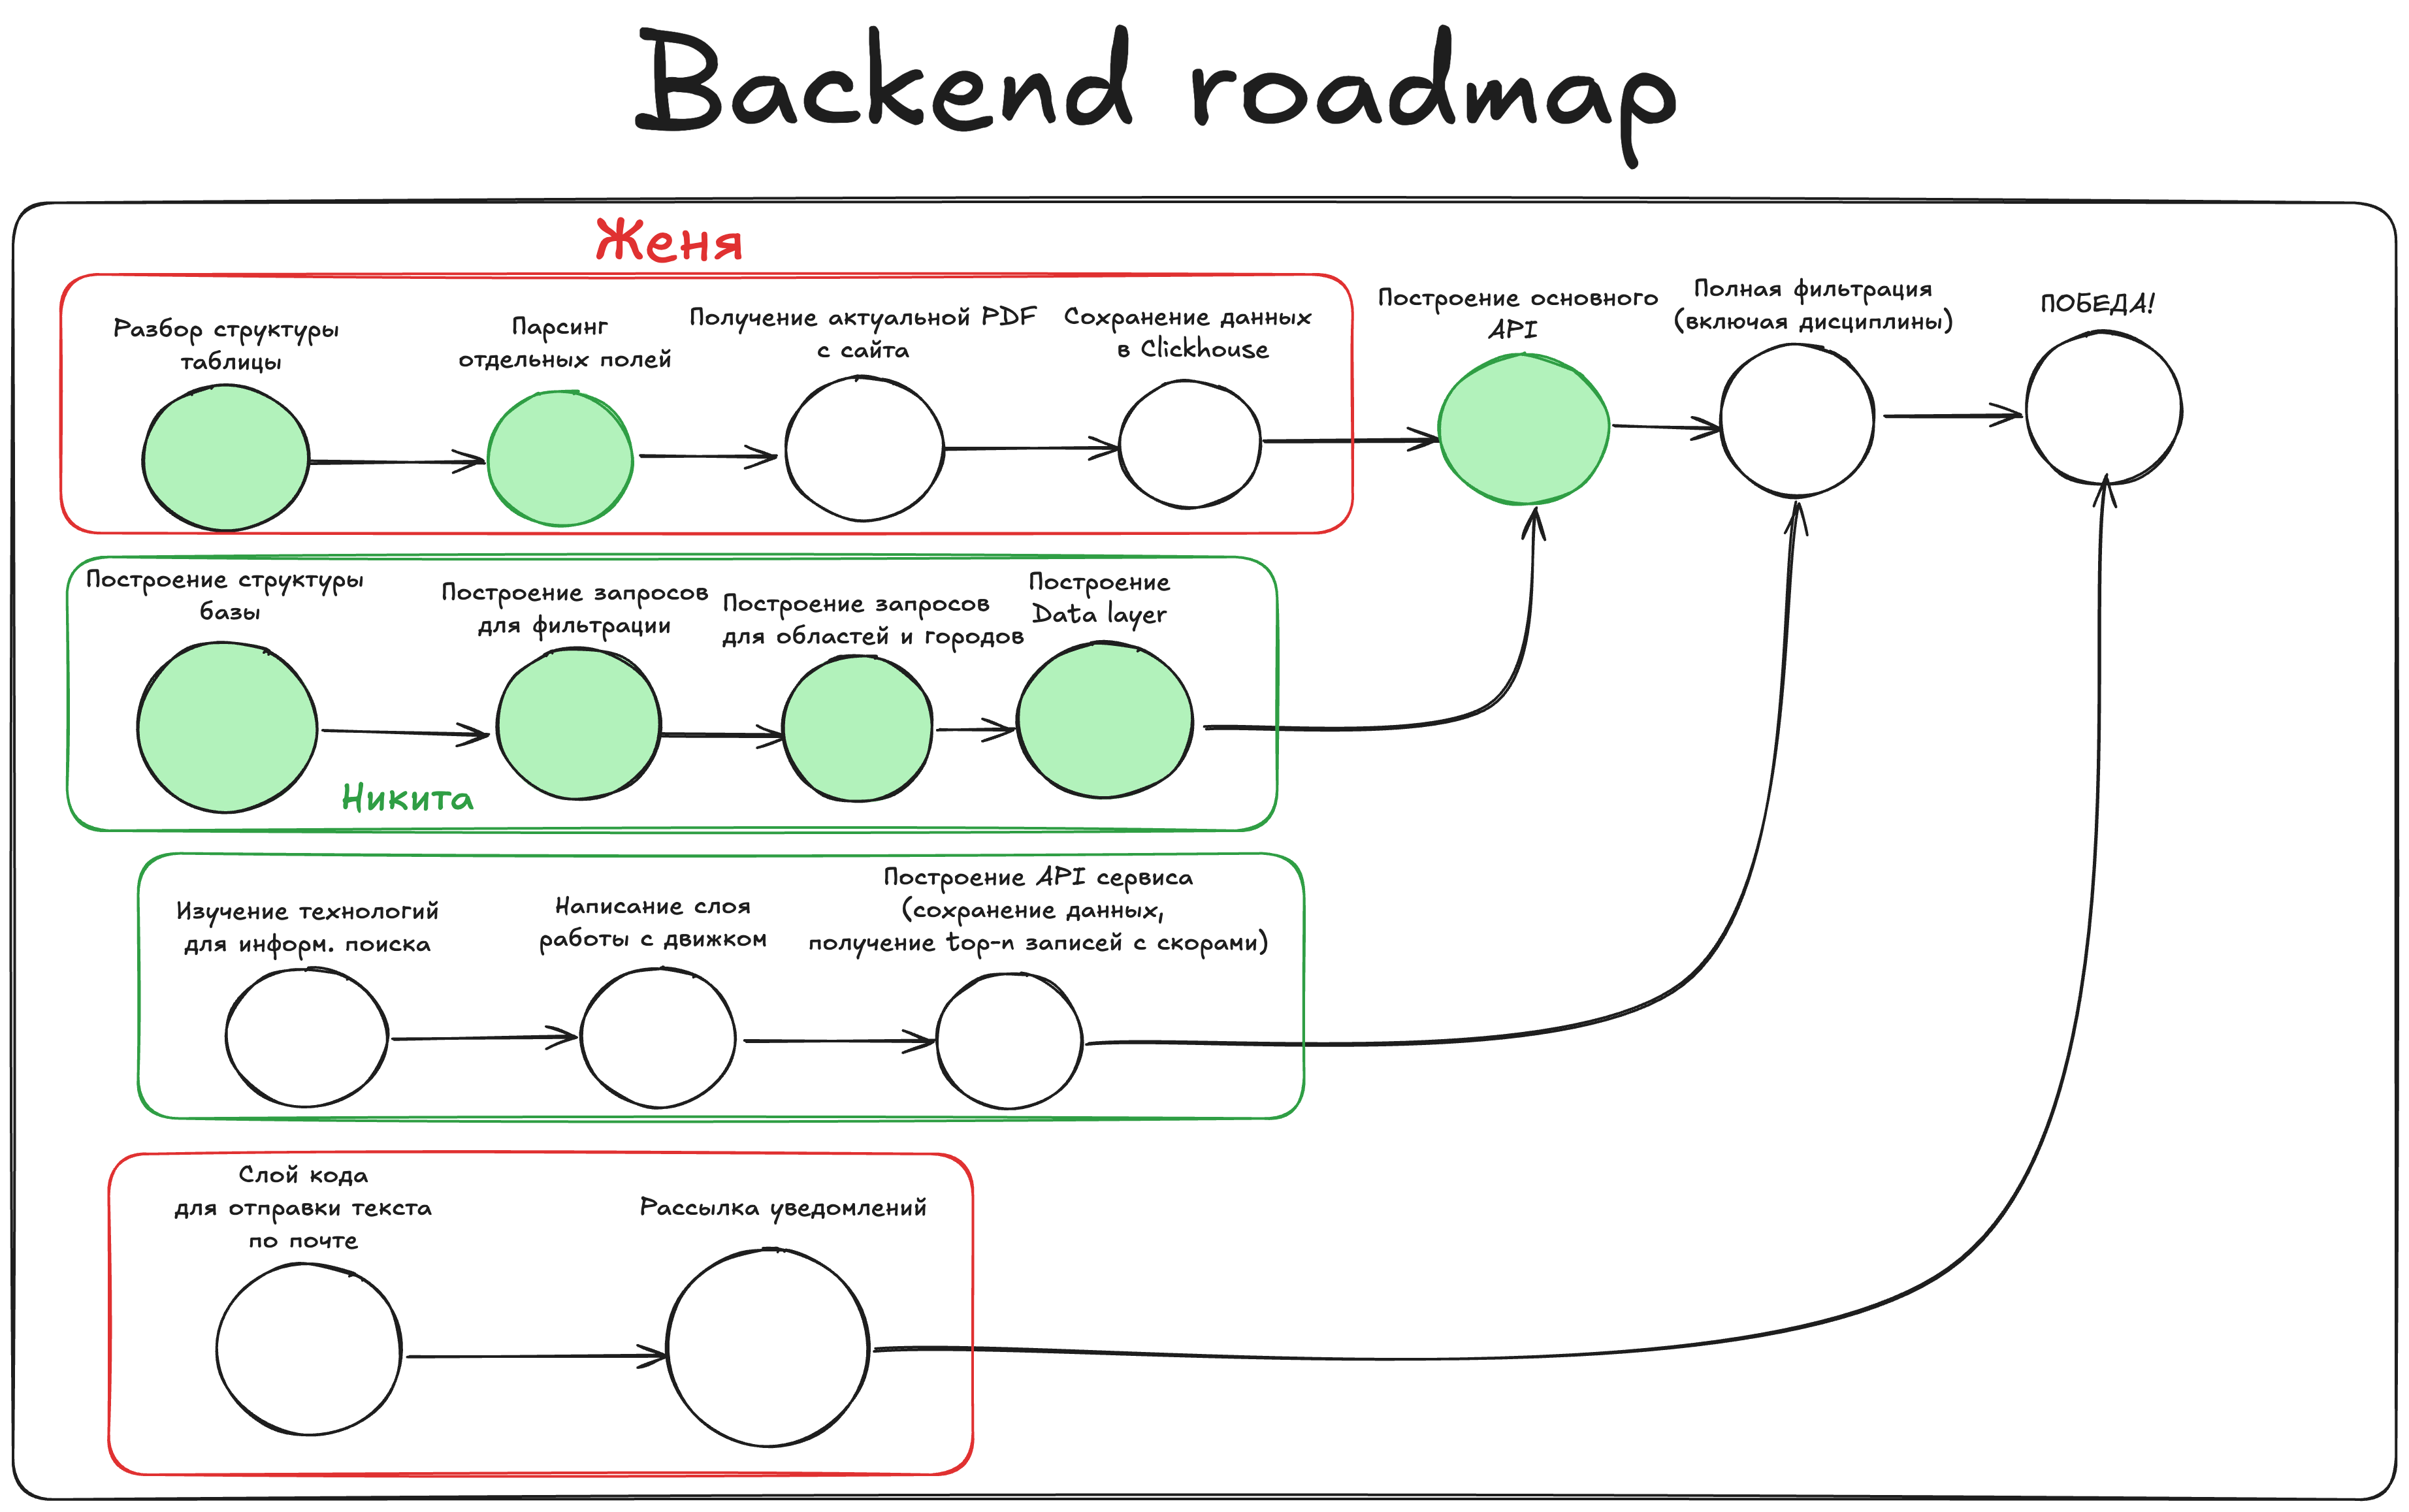 Backend roadmap
Женя
Разбор структуры
таблицы
Парсинг
отдельных полей
Получение актуальной PDF
с сайта
Сохранение данных
в Clickhouse
Построение основного
API
Полная фильтрация
(включая дисциплины)
ПОБЕДА!
Построение структуры
базы
Построение запросов
для фильтрации
Построение запросов
для областей и городов
Построение
Data layer
Никита
Изучение технологий
для информ. поиска
Написание слоя
работы с движком
Построение API сервиса
(сохранение данных,
получение top-n записей с скорами)
Слой кода
для отправки текста
по почте
Рассылка уведомлений